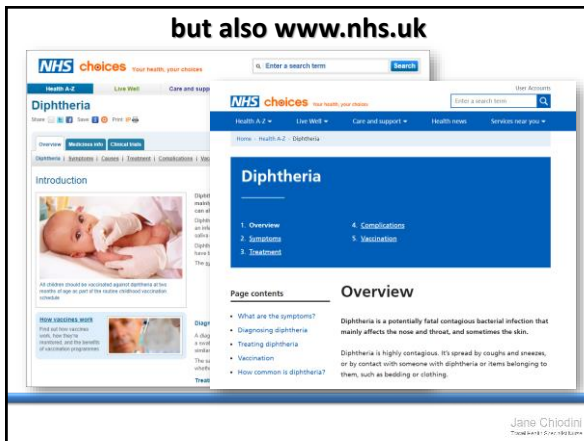 but also www.nhs.uk
NHS choices Your health, your choices
Enter a search term Search
Health A-Z Live Well Care and supp
Diphtheria
Share Save Print
Overview Medicines info Clinical trials
Diphtheria | Symptoms | Causes | Treatment | Complications | Vac
Introduction
All children should be vaccinated against diphtheria at two
months of age as part of the routine childhood vaccination
schedule
How vaccines work
Find out how vaccines
work, how they're
monitored, and the benefits
of vaccination programmes
User Accounts
NHS choices Your health, your choices
Enter a search term
Health A-Z Live Well Care and support Health news Services near you
Home Health A-Z Diphtheria
Diphtheria
1. Overview
2. Symptoms
3. Treatment
4. Complications
5. Vaccination
Page contents
What are the symptoms?
Diagnosing diphtheria
Treating diphtheria
Vaccination
How common is diphtheria?
Overview
Diphtheria is a potentially fatal contagious bacterial infection that
mainly affects the nose and throat, and sometimes the skin.
Diphtheria is highly contagious. It's spread by coughs and sneezes,
or by contact with someone with diphtheria or items belonging to
them, such as bedding or clothing.
Jane Chiodini